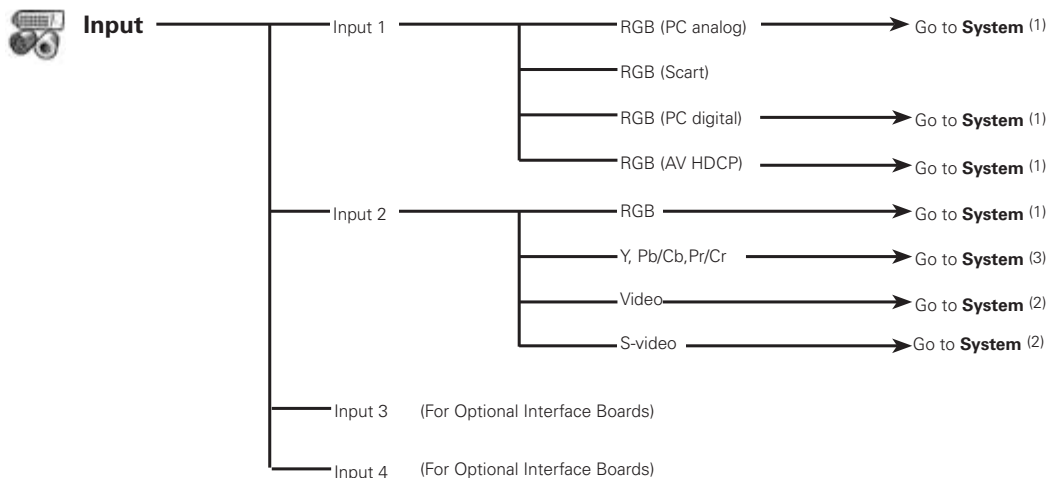 Input
Input 1
RGB (PC analog)
Go to System (1)
RGB (Scart)
RGB (PC digital)
Go to System (1)
RGB (AV HDCP)
Go to System (1)
Input 2
RGB
Go to System (1)
Y, Pb/Cb,Pr/Cr
Go to System (3)
Video
Go to System (2)
S-video
Go to System (2)
Input 3 (For Optional Interface Boards)
Input 4 (For Optional Interface Boards)